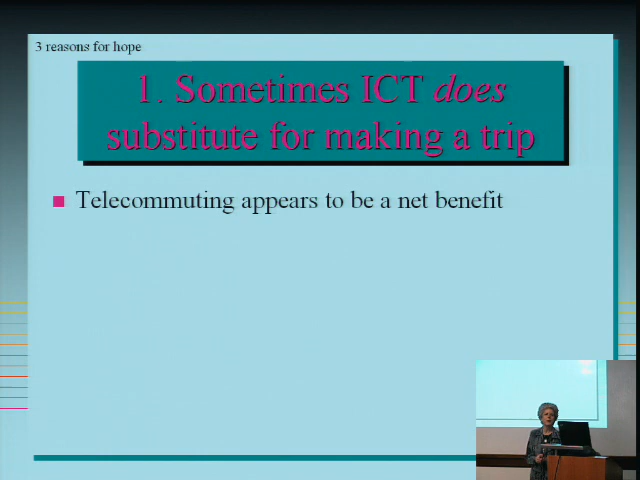 3 reasons for hope
1. Sometimes ICT does
substitute for making a trip
Telecommuting appears to be a net benefit